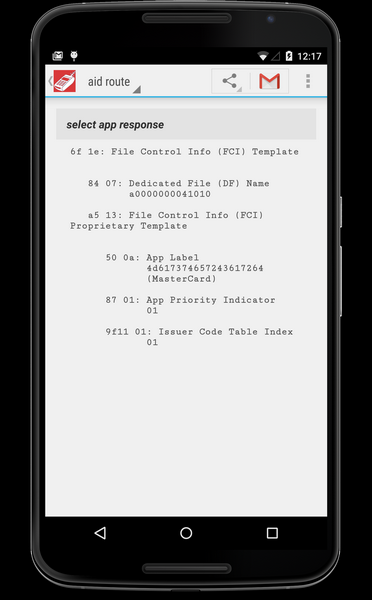 12:17
aid route
select app response
6f 1e: File Control Info (FCI) Template
84 07: Dedicated File (DF) Name
a0000000041010
a5 13: File Control Info (FCI)
Proprietary Template
50 0a: App Label
4d617374657243617264
(MasterCard)
87 01: App Priority Indicator
01
9f11 01: Issuer Code Table Index
01